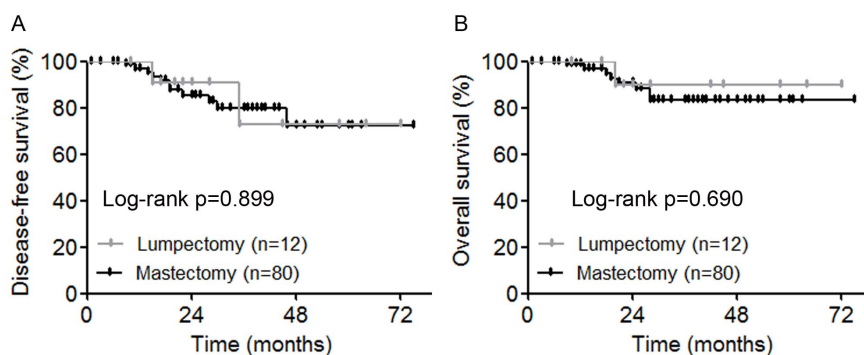 A
Disease-free survival (%)
100
80
60
40
20
0
Log-rank p=0.899
Lumpectomy (n=12)
Mastectomy (n=80)
0 24 48 72
Time (months)
B
Overall survival (%)
100
80
60
40
20
0
Log-rank p=0.690
Lumpectomy (n=12)
Mastectomy (n=80)
0 24 48 72
Time (months)